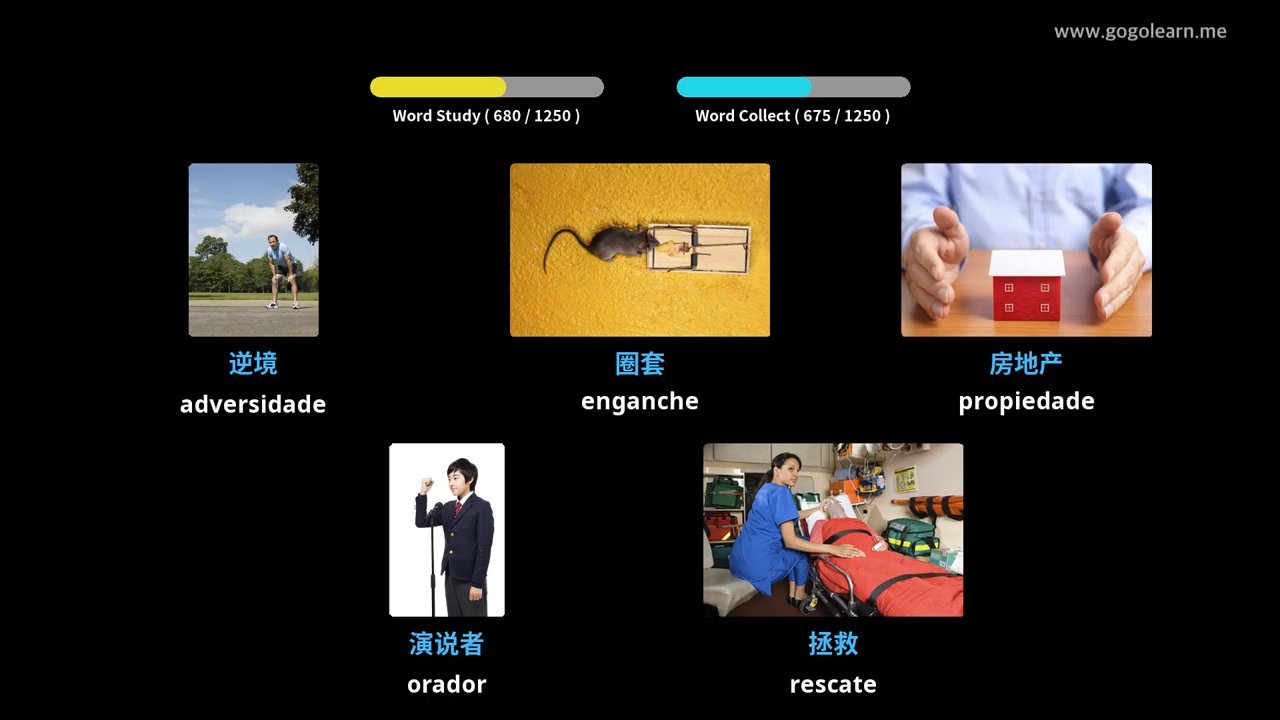 www.gogolearn.me
Word Study ( 680 / 1250 )
Word Collect ( 675 / 1250 )
逆境
adversidade
圈套
enganche
房地产
propiedade
演说者
orador
拯救
rescate